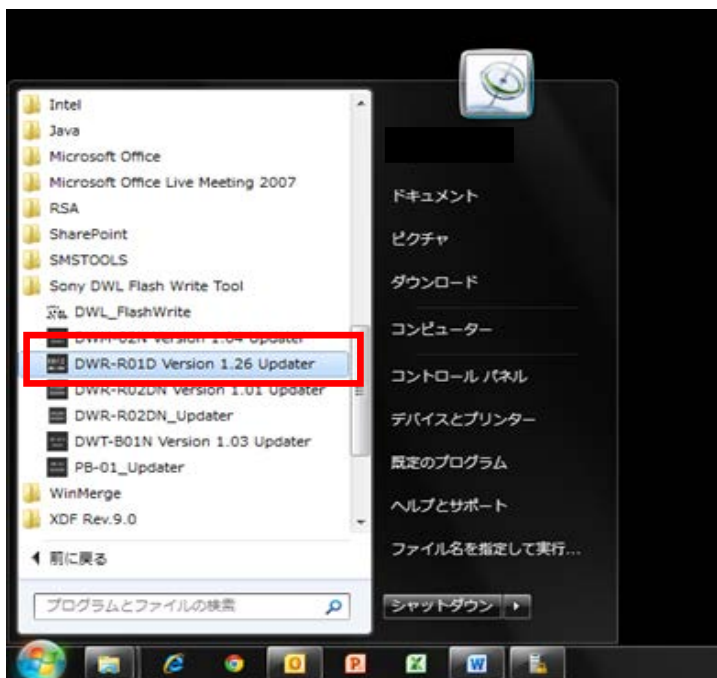 Intel
Java
Microsoft Office
Microsoft Office Live Meeting 2007
RSA
SharePoint
SMSTOOLS
Sony DWL Flash Write Tool
DWL_FlashWrite
DWM-02N Version 1.04 Updater
DWR-R01D Version 1.26 Updater
DWR-R02DN Version 1.01 Updater
DWR-R02DN_Updater
DWT-B01N Version 1.03 Updater
PB-01_Updater
WinMerge
XDF Rev.9.0
前に戻る
プログラムとファイルの検索
ドキュメント
ピクチャ
ダウンロード
コンピューター
コントロール パネル
デバイスとプリンター
既定のプログラム
ヘルプとサポート
ファイル名を指定して実行...
シャットダウン